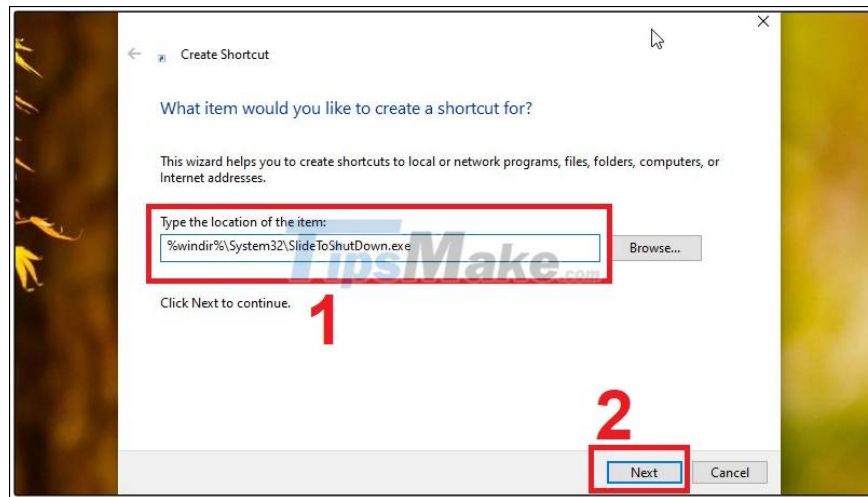 Create Shortcut
What item would you like to create a shortcut for?
This wizard helps you to create shortcuts to local or network programs, files, folders, computers, or
Internet addresses.
Type the location of the item:
%windir%\System32\SlideToShutDown.exe
Browse...
TipsMake.com
Click Next to continue.
1
2
Next
Cancel